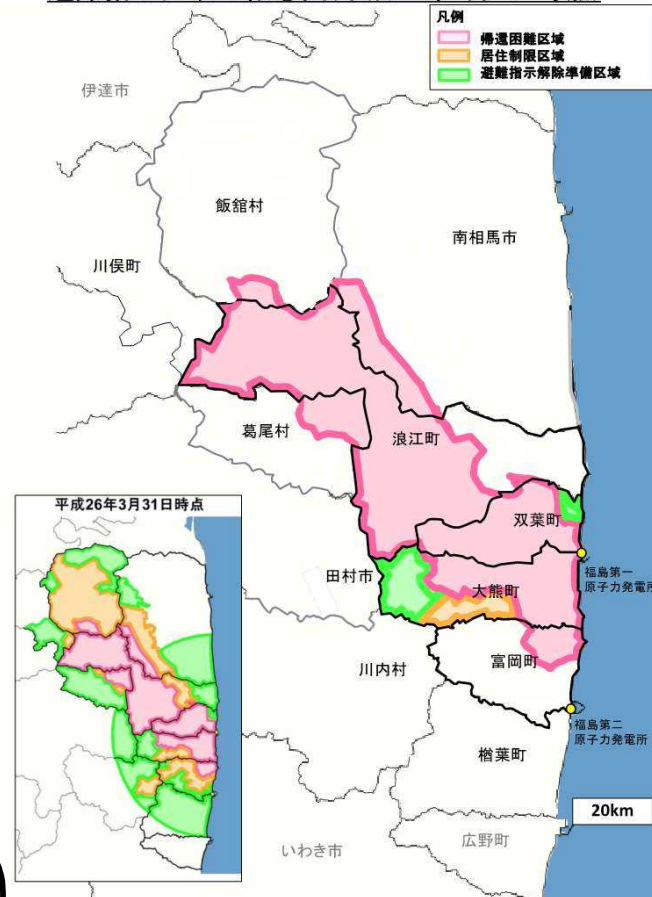 凡例
帰還困難区域
居住制限区域
避難指示解除準備区域
伊達市
飯舘村
南相馬市
川俣町
葛尾村
浪江町
平成26年3月31日時点
双葉町
福島第一
原子力発電所
田村市
大熊町
川内村
富岡町
福島第二
原子力発電所
楢葉町
20km
広野町
いわき市